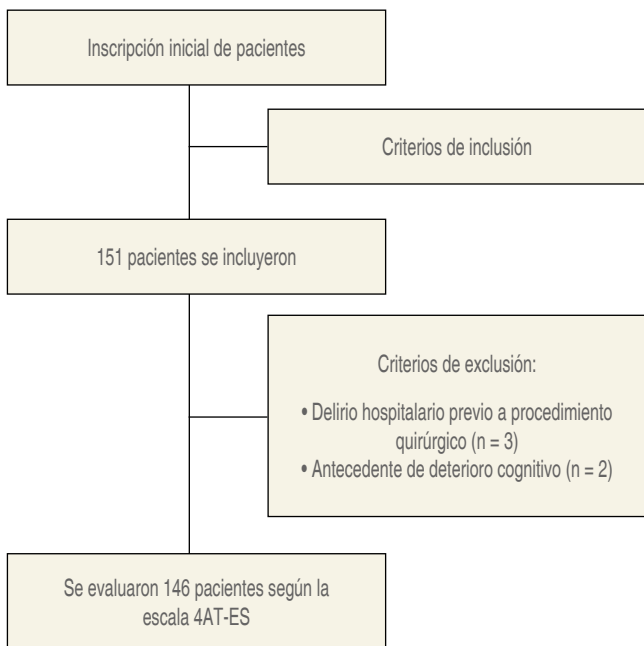 Inscripción inicial de pacientes
Criterios de inclusión
151 pacientes se incluyeron
Criterios de exclusión:
• Delirio hospitalario previo a procedimiento
quirúrgico (n = 3)
• Antecedente de deterioro cognitivo (n = 2)
Se evaluaron 146 pacientes según la
escala 4AT-ES